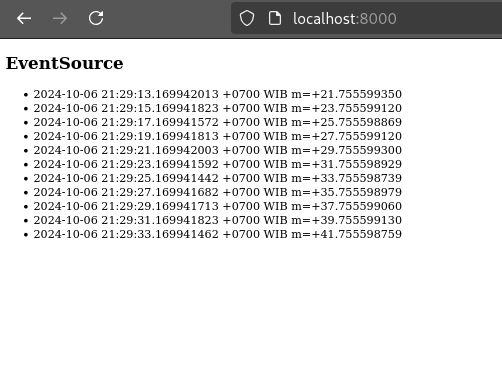 localhost:8000
EventSource
• 2024-10-06 21:29:13.169942013 +0700 WIB m=+21.755599350
• 2024-10-06 21:29:15.169941823 +0700 WIB m=+23.755599120
• 2024-10-06 21:29:17.169941572 +0700 WIB m=+25.755598869
• 2024-10-06 21:29:19.169941813 +0700 WIB m=+27.755599120
• 2024-10-06 21:29:21.169942003 +0700 WIB m=+29.755599300
• 2024-10-06 21:29:23.169941592 +0700 WIB m=+31.755598929
• 2024-10-06 21:29:25.169941442 +0700 WIB m=+33.755598739
• 2024-10-06 21:29:27.169941682 +0700 WIB m=+35.755598979
• 2024-10-06 21:29:29.169941713 +0700 WIB m=+37.755599060
• 2024-10-06 21:29:31.169941823 +0700 WIB m=+39.755599130
• 2024-10-06 21:29:33.169941462 +0700 WIB m=+41.755598759